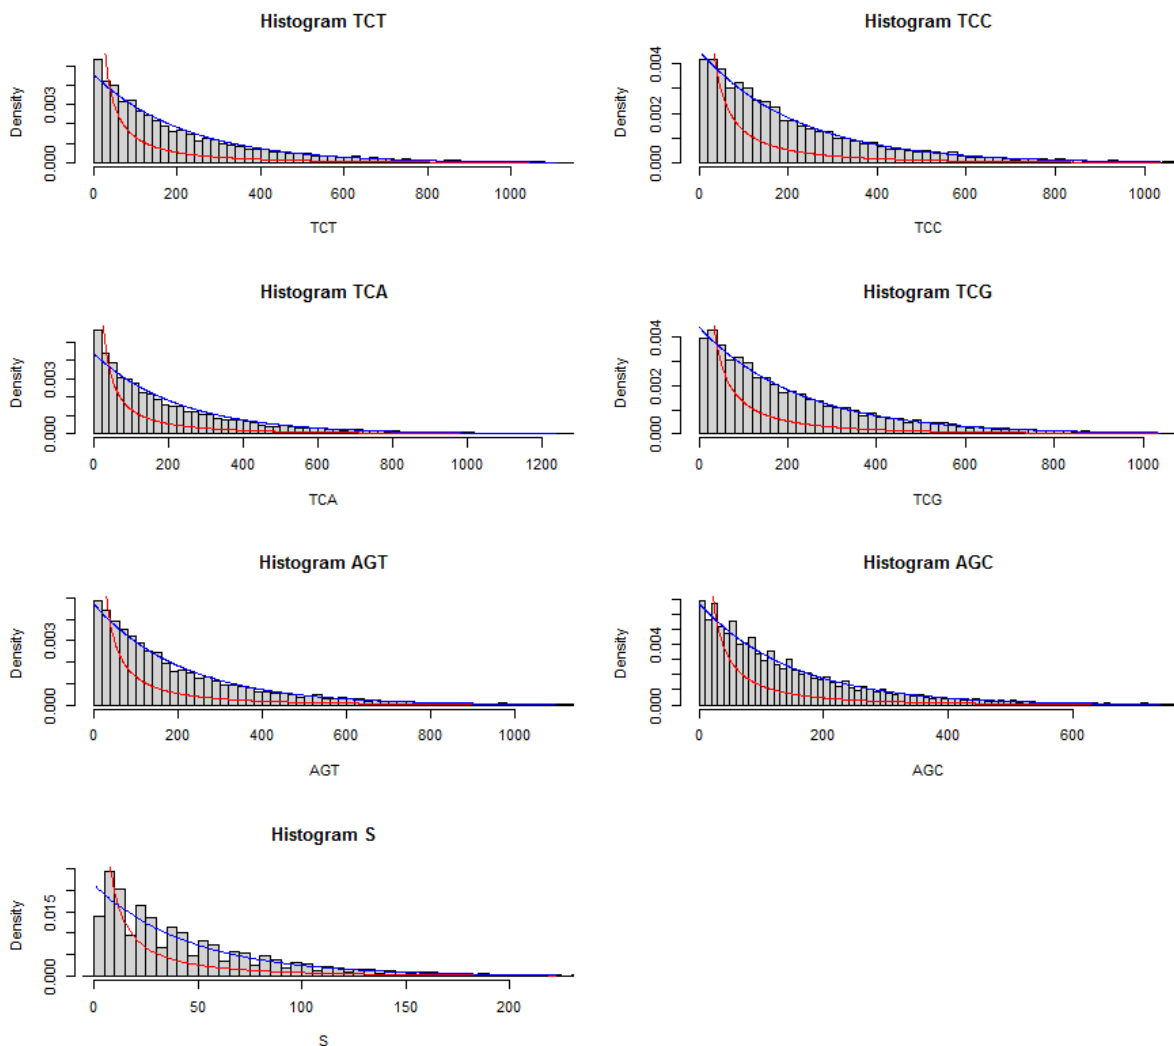 Histogram TCT
Density
0.000 0.003
0 200 400 600 800 1000
TCT
Histogram TCC
Density
0.000 0.002 0.004
0 200 400 600 800 1000
TCC
Histogram TCA
Density
0.000 0.003
0 200 400 600 800 1000 1200
TCA
Histogram TCG
Density
0.000 0.002 0.004
0 200 400 600 800 1000
TCG
Histogram AGT
Density
0.000 0.003
0 200 400 600 800 1000
AGT
Histogram AGC
Density
0.000 0.004
0 200 400 600
AGC
Histogram S
Density
0.000 0.015
0 50 100 150 200
S